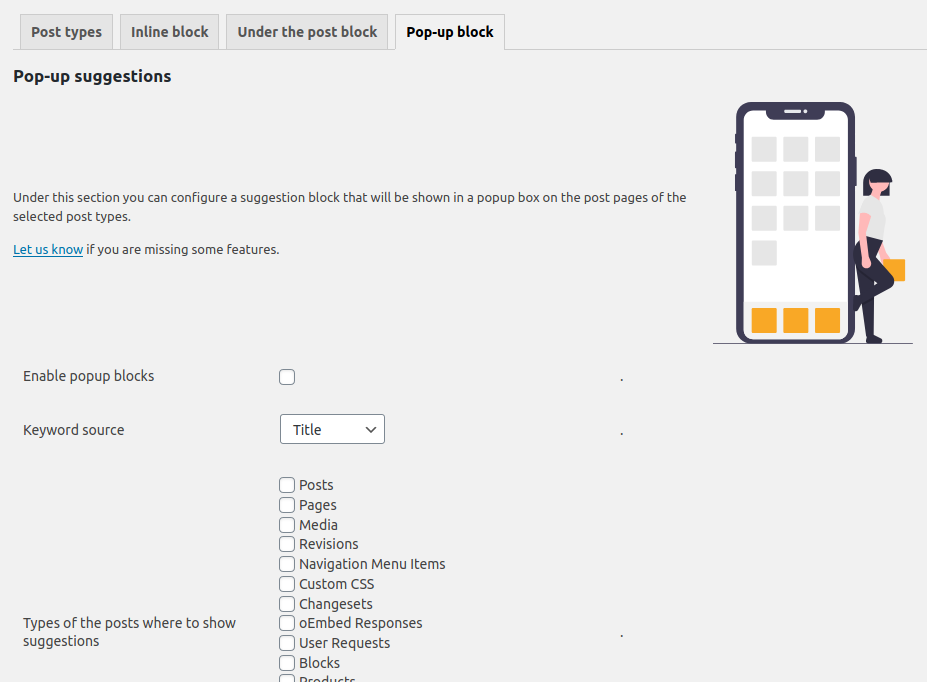 Post types
Inline block
Under the post block
Pop-up block
Pop-up suggestions
Under this section you can configure a suggestion block that will be shown in a popup box on the post pages of the
selected post types.
Let us know if you are missing some features.
Enable popup blocks
.
Keyword source
Title
.
Posts
Pages
Media
Revisions
Navigation Menu Items
Custom CSS
Changesets
Types of the posts where to show
suggestions
oEmbed Responses
User Requests
.
Blocks
Products